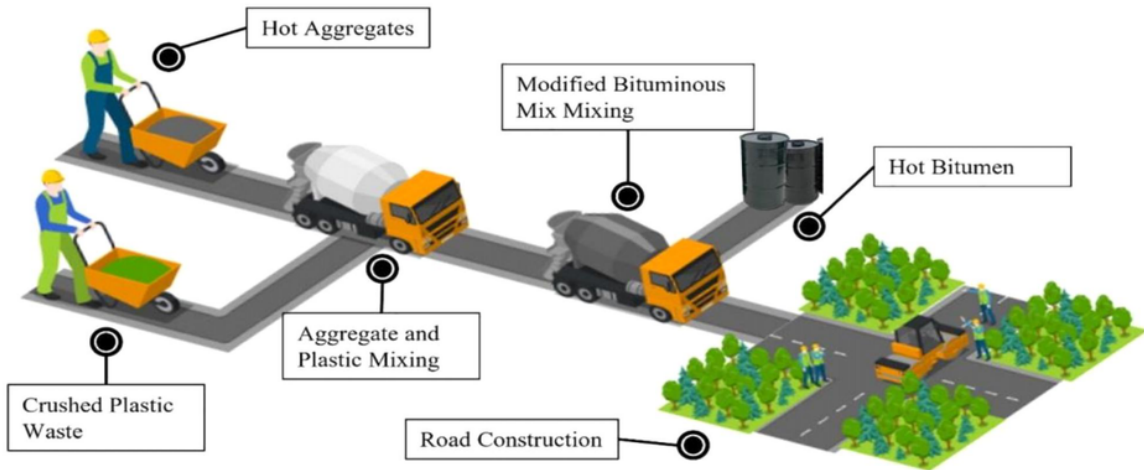 Hot Aggregates
Modified Bituminous
Mix Mixing
Hot Bitumen
Aggregate and
Plastic Mixing
Crushed Plastic
Waste
Road Construction